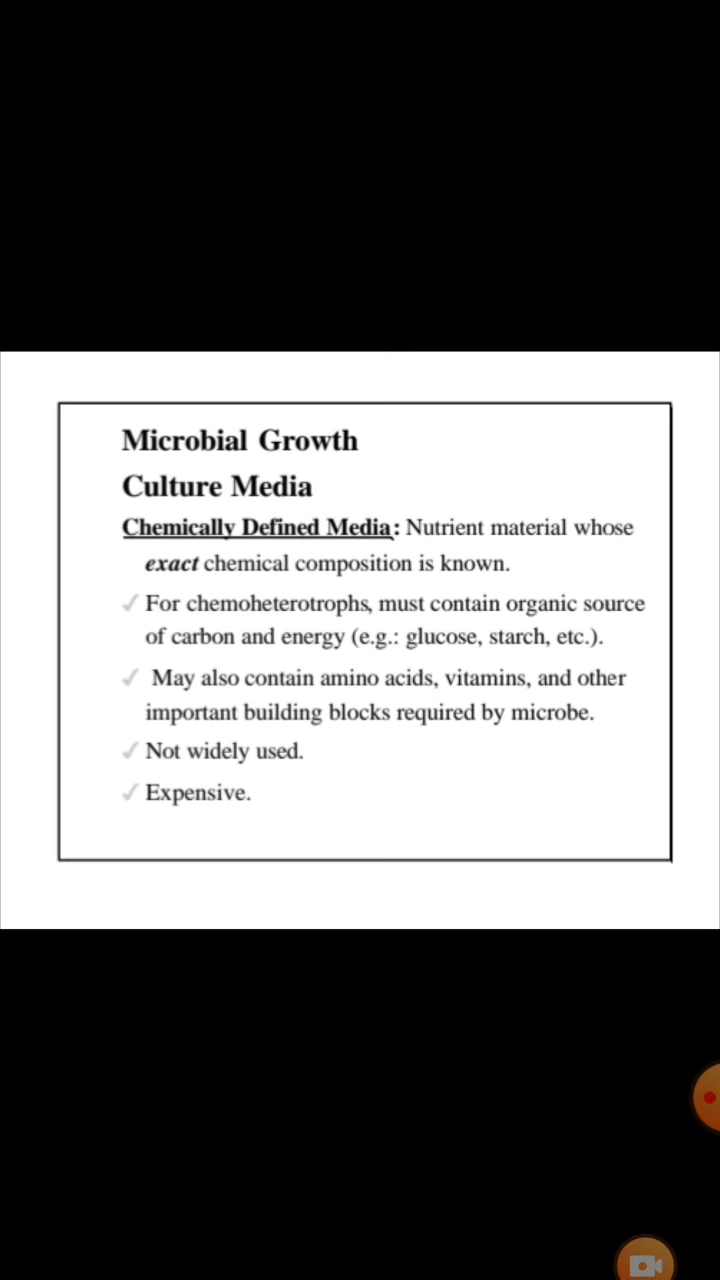 Microbial Growth
Culture Media
Chemically Defined Media: Nutrient material whose
exact chemical composition is known.
✓ For chemoheterotrophs, must contain organic source
of carbon and energy (e.g.: glucose, starch, etc.).
✓ May also contain amino acids, vitamins, and other
important building blocks required by microbe.
✓ Not widely used.
✓ Expensive.